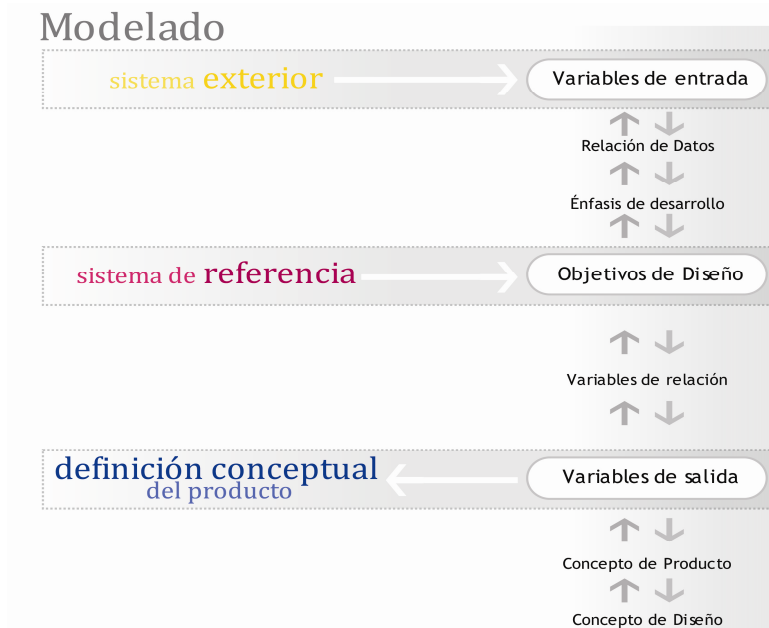 Modelado
sistema exterior
Variables de entrada
Relación de Datos
Énfasis de desarrollo
sistema de referencia
Objetivos de Diseño
Variables de relación
definición conceptual
del producto
Variables de salida
Concepto de Producto
Concepto de Diseño